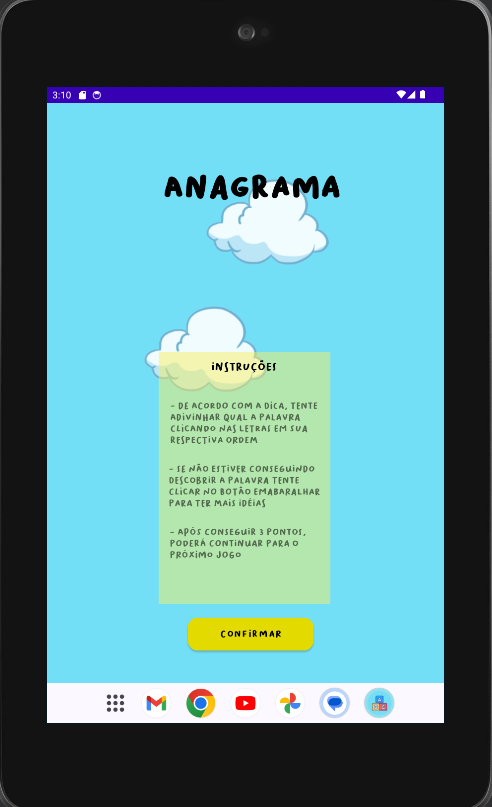 3:10
ANAGRAMA
INSTRUÇÕES
- DE ACORDO COM A DICA, TENTE
ADIVINHAR QUAL A PALAVRA
CLICANDO NAS LETRAS EM SUA
RESPECTIVA ORDEM
- SE NÃO ESTIVER CONSEGUINDO
DESCOBRIR A PALAVRA TENTE
CLICAR NO BOTÃO EMABARALHAR
PARA TER MAIS IDÉIAS
- APÓS CONSEGUIR 3 PONTOS,
PODERÁ CONTINUAR PARA O
PRÓXIMO JOGO
CONFIRMAR